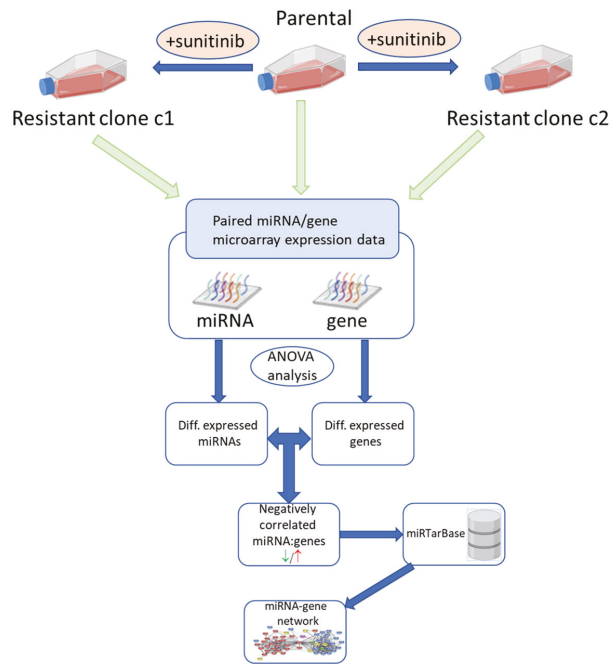 Parental
+sunitinib
+sunitinib
Resistant clone c1
Resistant clone c2
Paired miRNA/gene
microarray expression data
miRNA
gene
ANOVA
analysis
Diff. expressed
miRNAs
Diff. expressed
genes
Negatively
correlated
miRNA:genes
↓/↑
miRTarBase
miRNA-gene
network